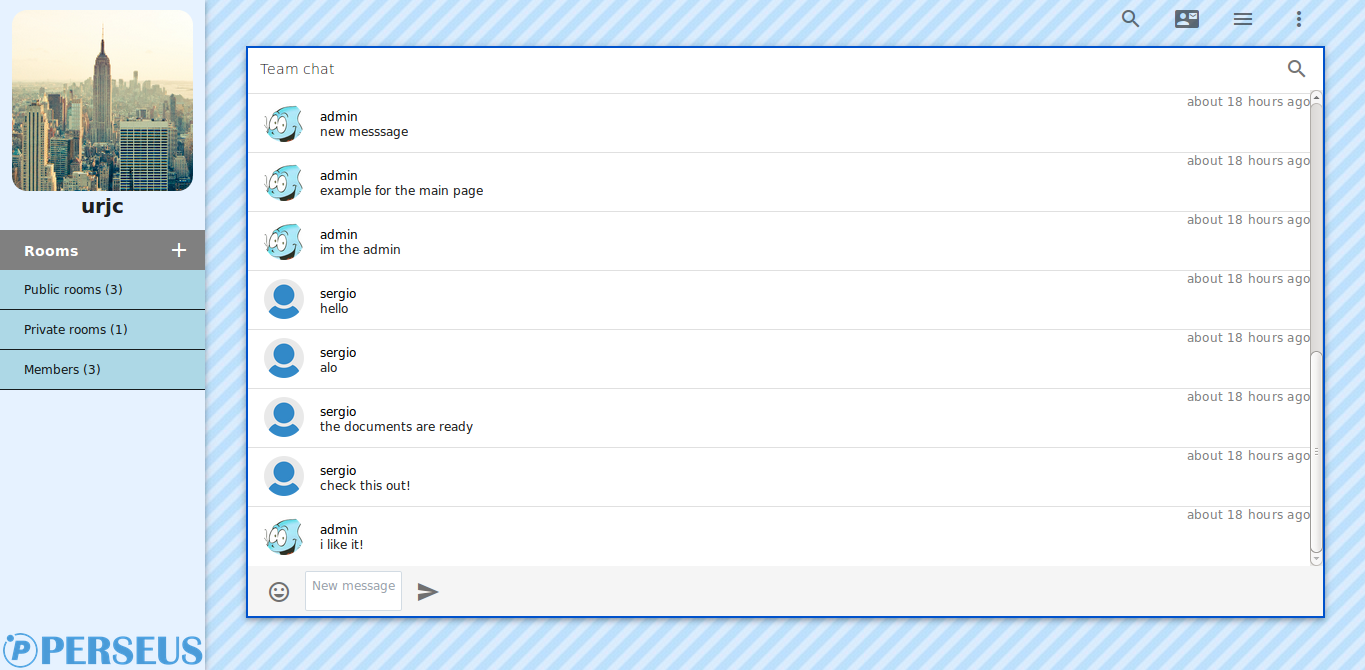 urjc
Rooms +
Public rooms (3)
Private rooms (1)
Members (3)
PERSEUS
Team chat
admin
about 18 hours ago
new messsage
admin
about 18 hours ago
example for the main page
admin
about 18 hours ago
im the admin
sergio
about 18 hours ago
hello
sergio
about 18 hours ago
alo
sergio
about 18 hours ago
the documents are ready
sergio
about 18 hours ago
check this out!
admin
about 18 hours ago
i like it!
New message